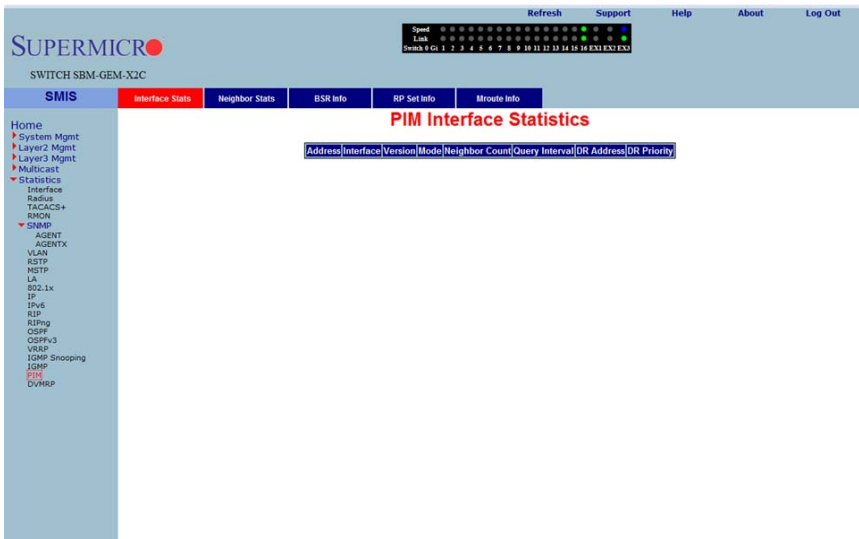 Refresh Support Help About Log Out
Speed
Link
Switch 0 Gi 1 2 3 4 5 6 7 8 9 10 11 12 13 14 15 16 EX1 EX2 EX3
SUPERMICRO
SWITCH SBM-GEM-X2C
SMIS
Interface Stats Neighbor Stats BSR Info RP Set Info Mroute Info
PIM Interface Statistics
Address Interface Version Mode Neighbor Count Query Interval DR Address DR Priority
Home
System Mgmt
Layer2 Mgmt
Layer3 Mgmt
Multicast
Statistics
Interface
Radius
TACACS+
RMON
SNMP
AGENT
AGENTX
VLAN
RSTP
MSTP
LA
802.1x
IP
IPv6
RIP
RIPng
OSPF
OSPFv3
VRRP
IGMP Snooping
IGMP
PIM
DVMRP